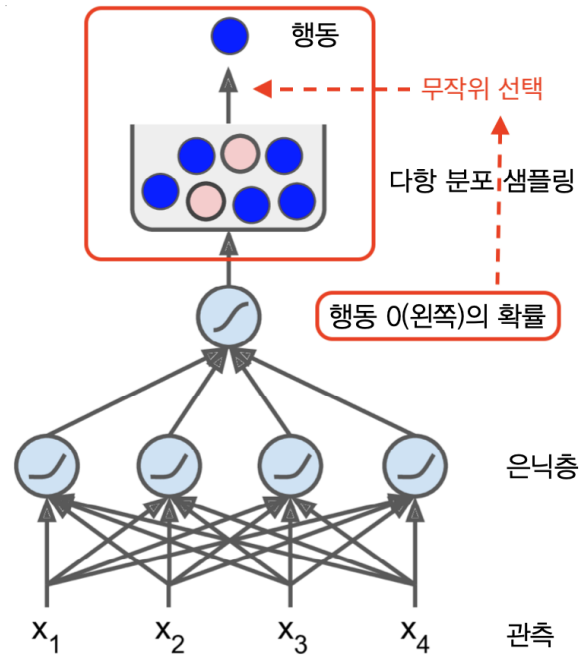 행동
무작위 선택
다항 분포 샘플링
행동 0(왼쪽)의 확률
은닉층
x1 x2 x3 x4 관측